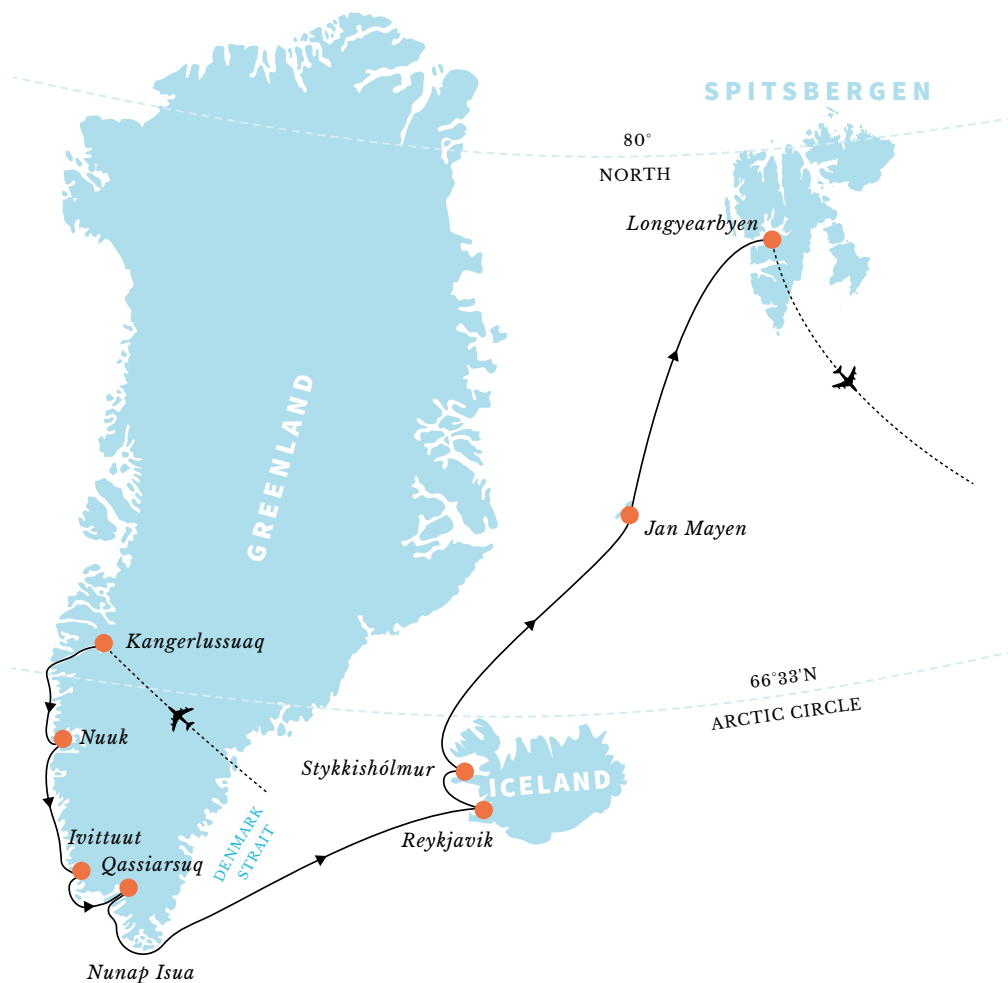 SPITSBERGEN
80°
NORTH
Longyearbyen
GREENLAND
Jan Mayen
Kangerlussuaq
66°33'N
ARCTIC CIRCLE
Nuuk
Stykkishólmur
ICELAND
Ivittuut
Qassiarsuq
DENMARK
STRAIT
Reykjavik
Nunap Isua